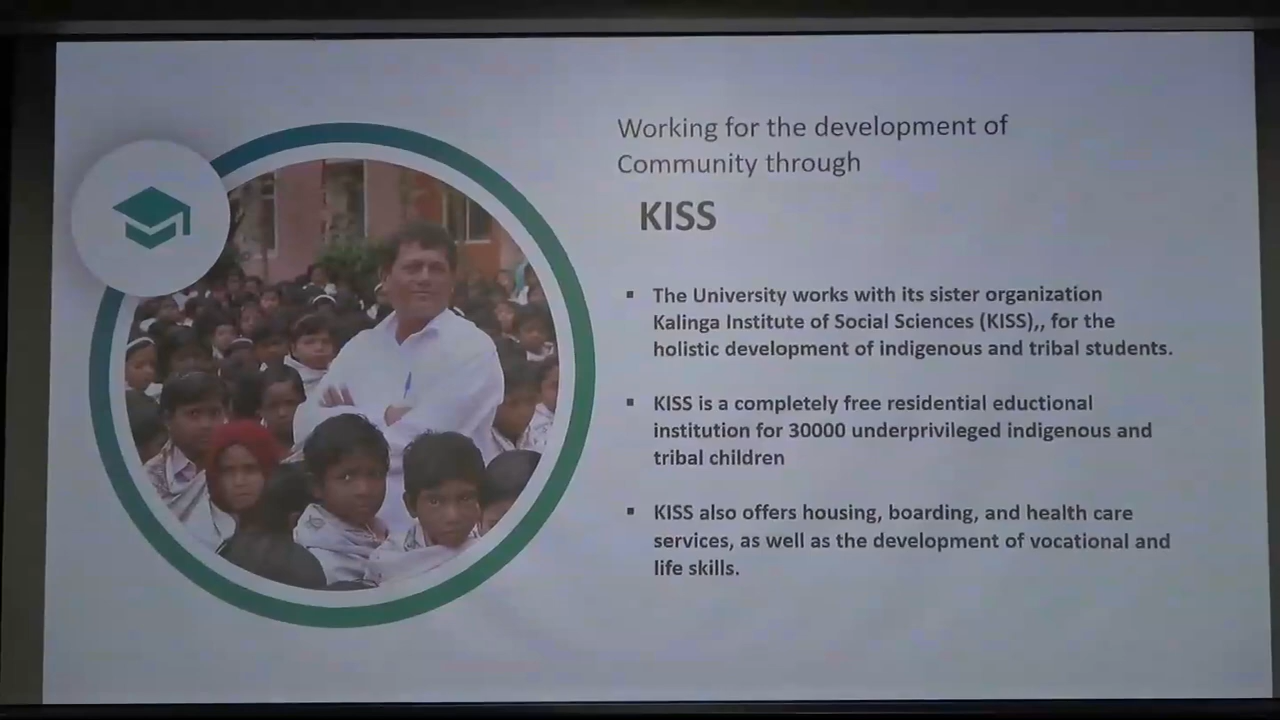 Working for the development of
Community through
KISS
▪ The University works with its sister organization
Kalinga Institute of Social Sciences (KISS),, for the
holistic development of indigenous and tribal students.
▪ KISS is a completely free residential eductional
institution for 30000 underprivileged indigenous and
tribal children
▪ KISS also offers housing, boarding, and health care
services, as well as the development of vocational and
life skills.